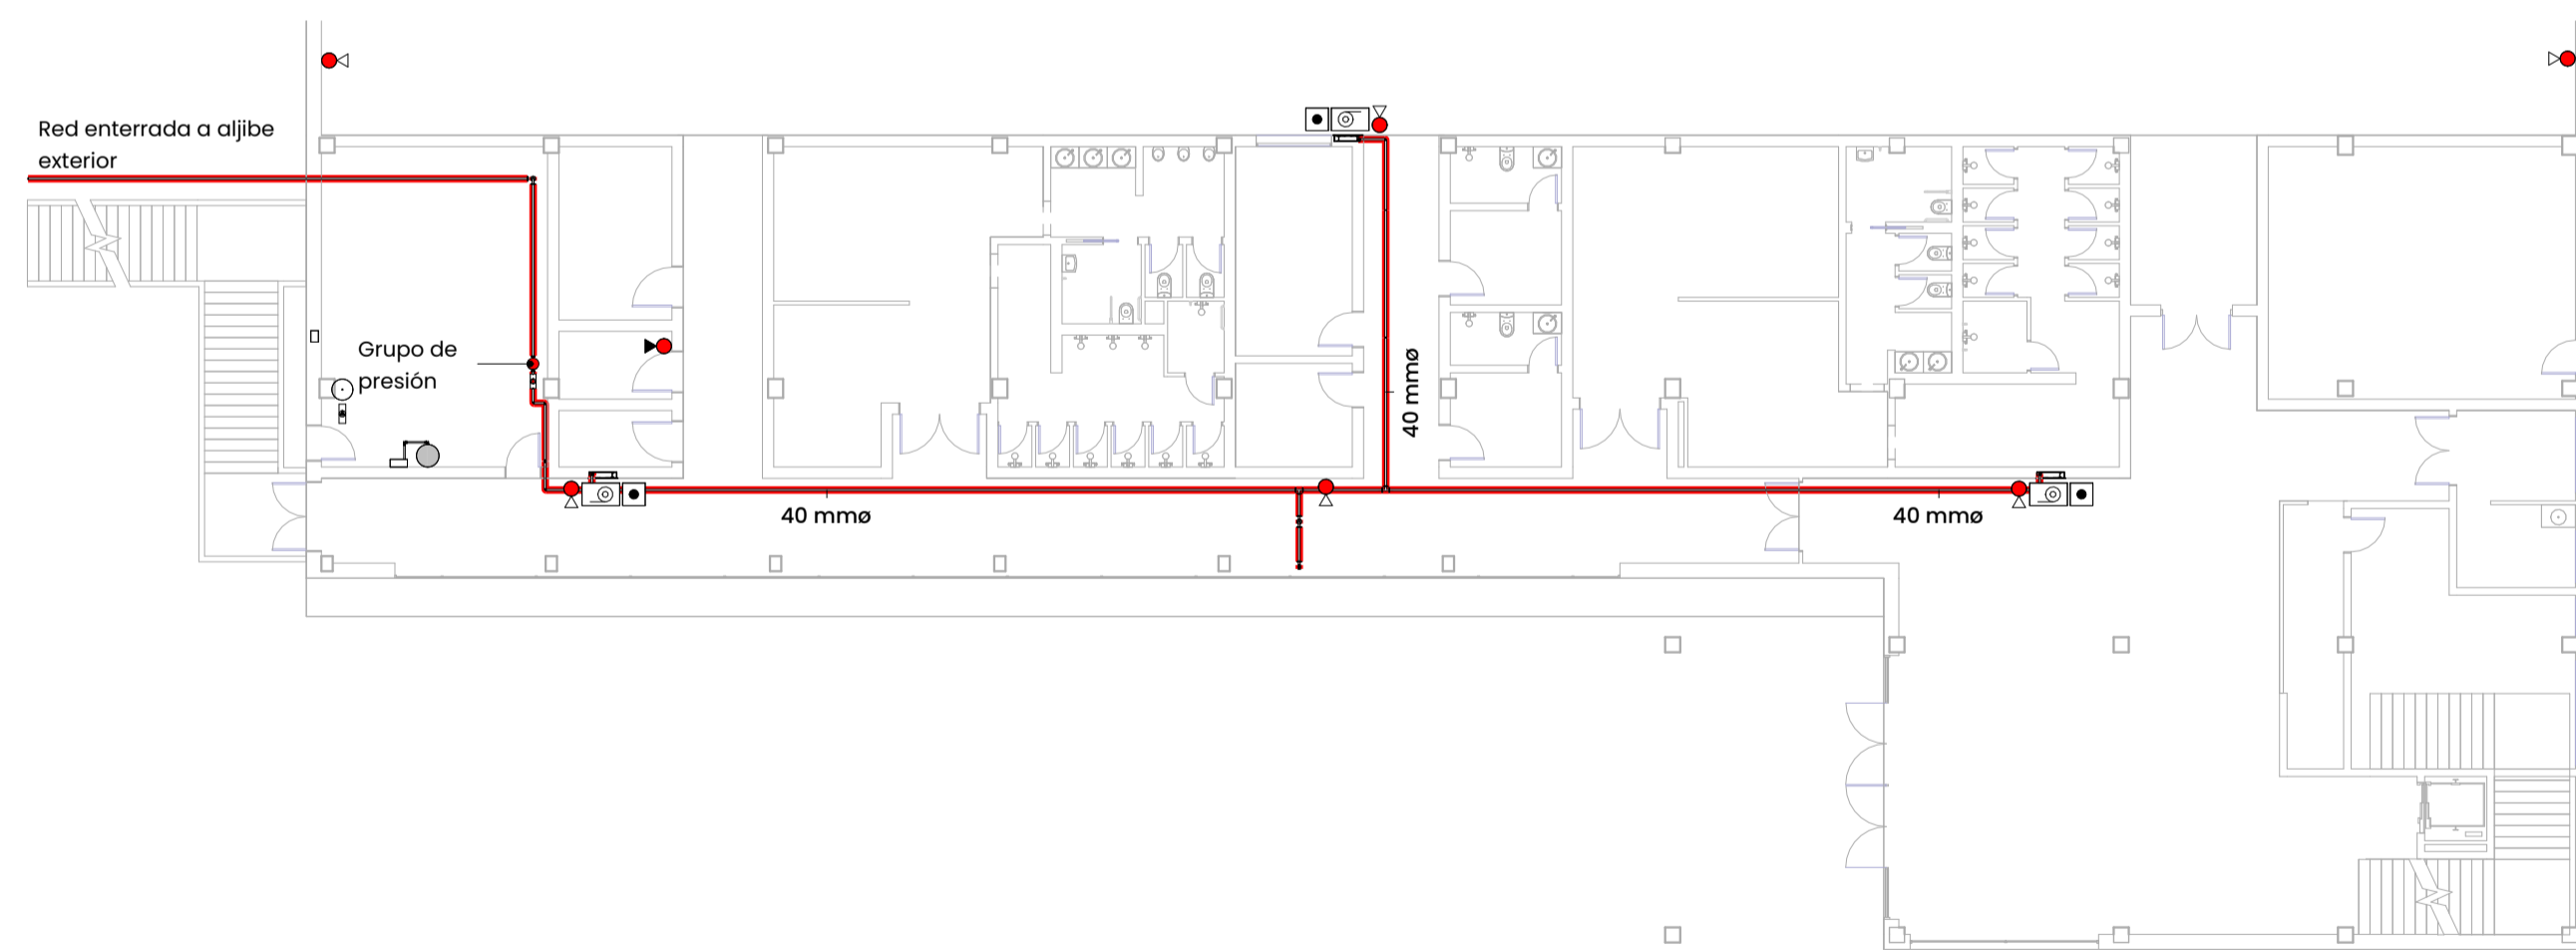 Red enterrada a aljibe
exterior
Grupo de
presión
40 mmø
40 mmø
40 mmø